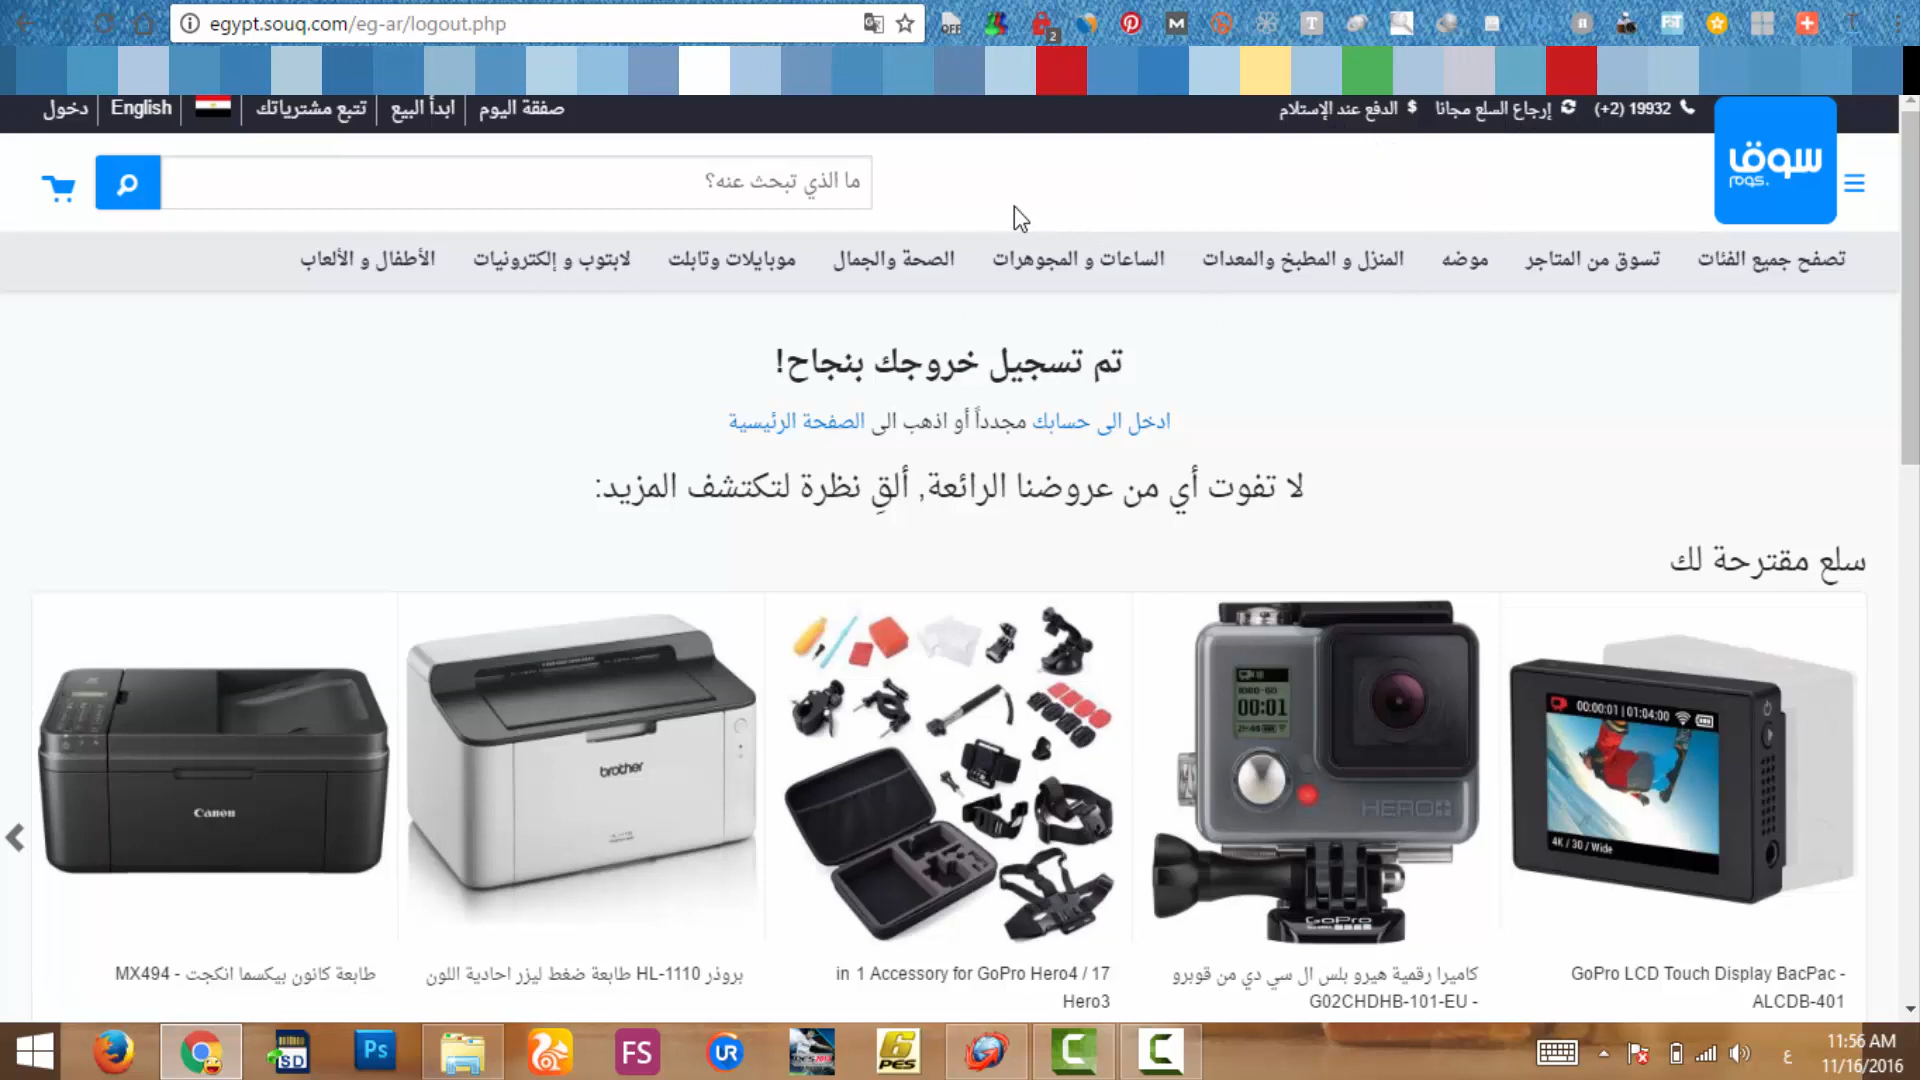 egypt.souq.com/eg-ar/logout.php
OFF
2
(+2) 19932
إرجاع السلع مجانا
الدفع عند الإستلام
صفقة اليوم
ابدأ البيع
تتبع مشترياتك
English
دخول
سوق
souq.
ما الذي تبحث عنه؟
تصفح جميع الفئات
تسوق من المتاجر
موضه
المنزل و المطبخ والمعدات
الساعات و المجوهرات
الصحة والجمال
موبايلات وتابلت
لابتوب و إلكترونيات
الأطفال و الألعاب
تم تسجيل خروجك بنجاح!
ادخل الى حسابك مجدداً أو اذهب الى الصفحة الرئيسية
لا تفوت أي من عروضنا الرائعة, ألقِ نظرة لتكتشف المزيد:
سلع مقترحة لك
00:00:01 | 01:04:00
4K / 30 / Wide
GoPro LCD Touch Display BacPac -
ALCDB-401
00:01
HERO+
GoPro
كاميرا رقمية هيرو بلس ال سي دي من قوبرو
G02CHDHB-101-EU -
in 1 Accessory for GoPro Hero4 / 17
Hero3
brother
بروذر HL-1110 طابعة ضغط ليزر احادية اللون
Canon
طابعة كانون بيكسما انكجت - MX494
SD
Ps
FS
UR
6
PES
ع
11:56 AM
11/16/2016